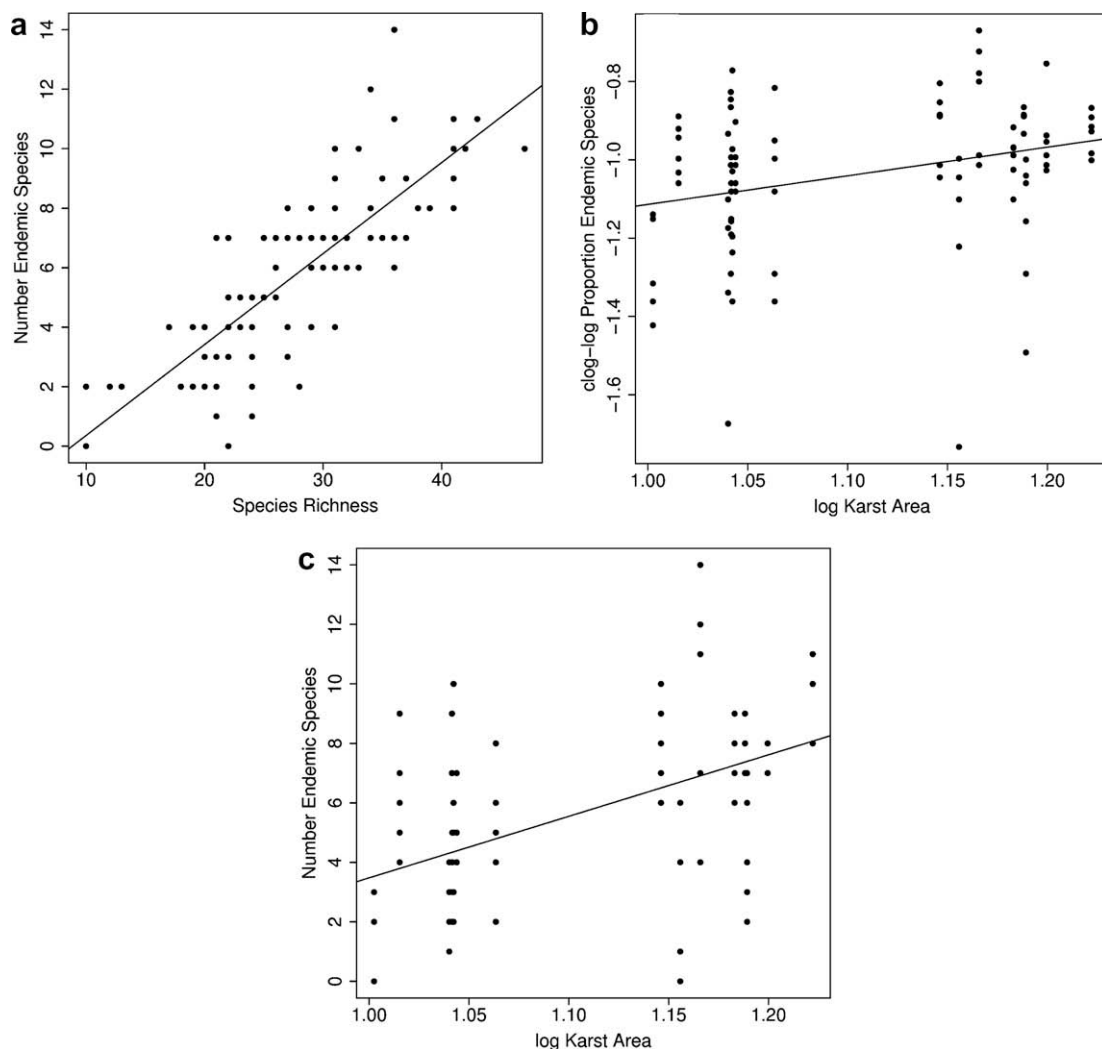 a
Number Endemic Species
14
12
10
8
6
4
2
0
10 20 30 40
Species Richness
b
clog−log Proportion Endemic Species
−0.8
−1.0
−1.2
−1.4
−1.6
1.00 1.05 1.10 1.15 1.20
log Karst Area
c
Number Endemic Species
14
12
10
8
6
4
2
0
1.00 1.05 1.10 1.15 1.20
log Karst Area